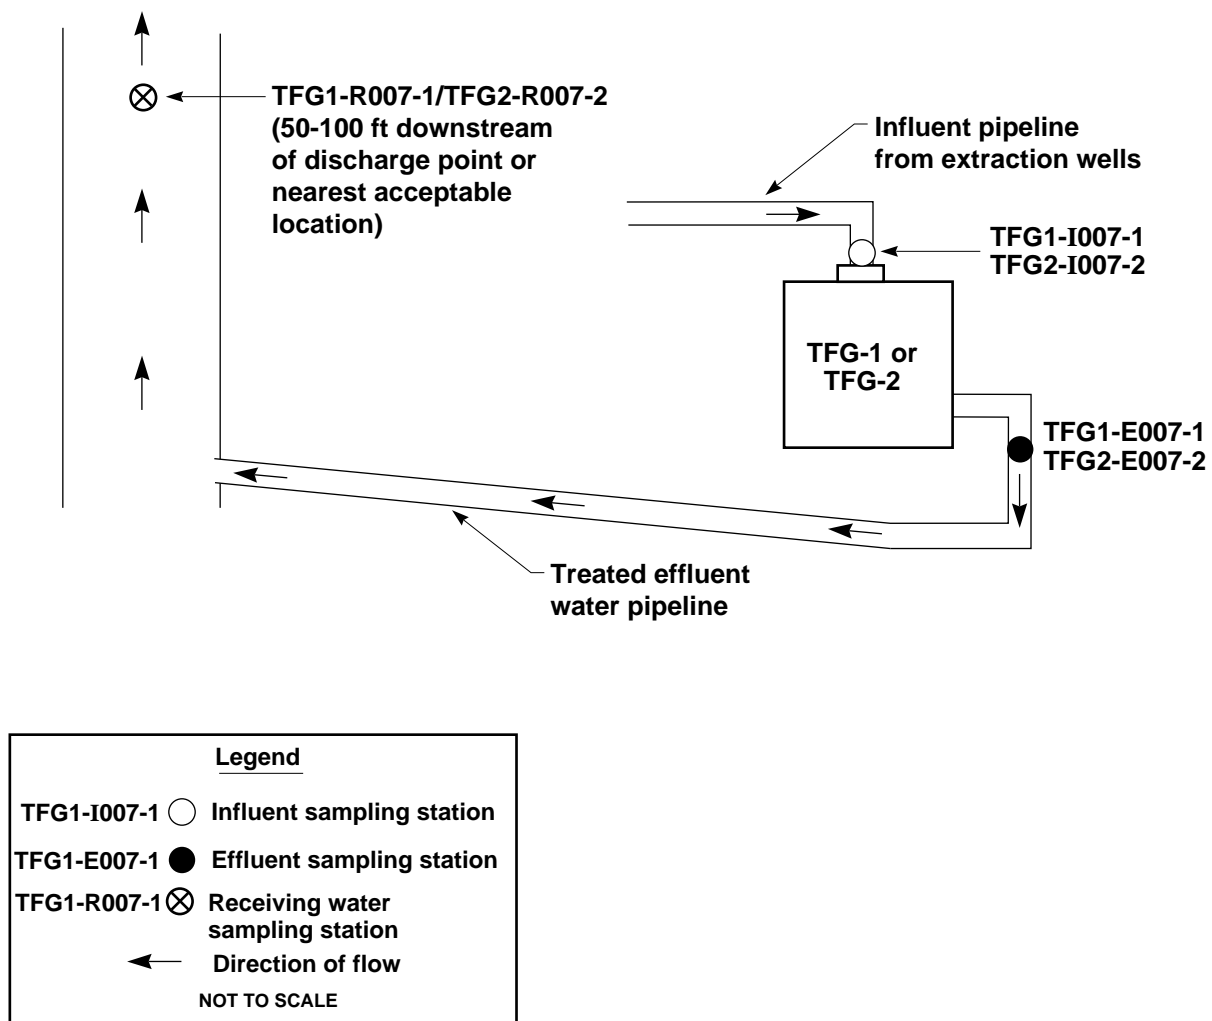 TFG1-R007-1/TFG2-R007-2
(50-100 ft downstream
of discharge point or
nearest acceptable
location)
Influent pipeline
from extraction wells
TFG1-I007-1
TFG2-I007-2
TFG-1 or
TFG-2
TFG1-E007-1
TFG2-E007-2
Treated effluent
water pipeline
Legend
TFG1-I007-1 Influent sampling station
TFG1-E007-1 Effluent sampling station
TFG1-R007-1 Receiving water
sampling station
Direction of flow
NOT TO SCALE